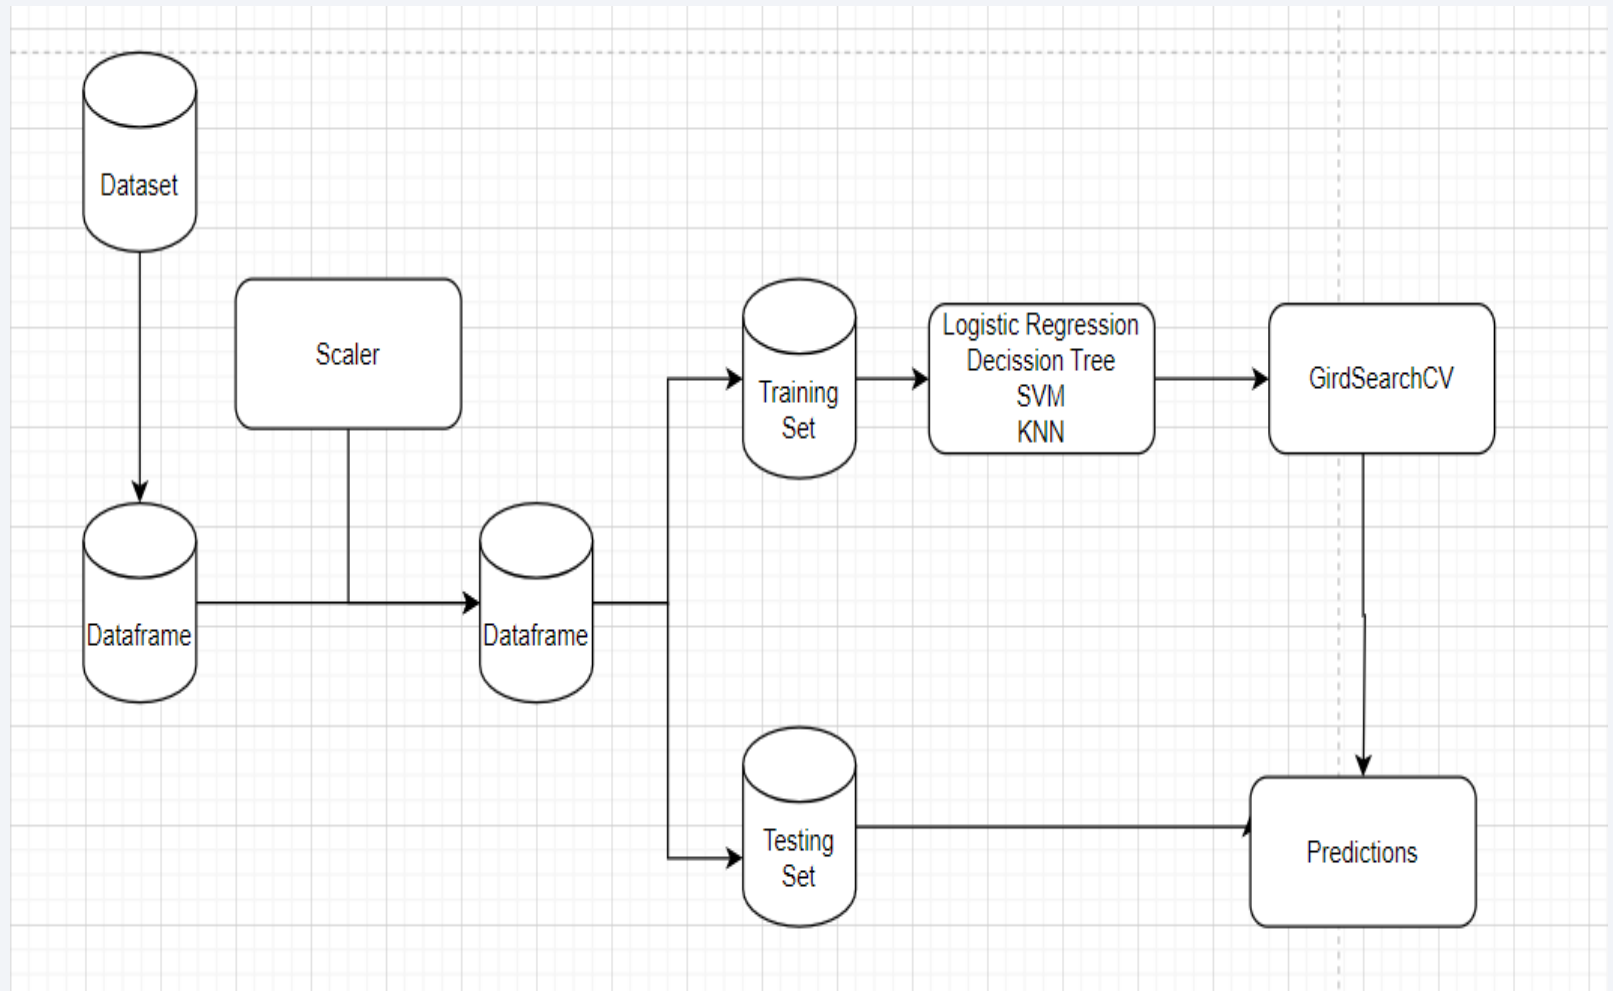 Dataset
Scaler
Dataframe
Dataframe
Training
Set
Logistic Regression
Decission Tree
SVM
KNN
GirdSearchCV
Testing
Set
Predictions